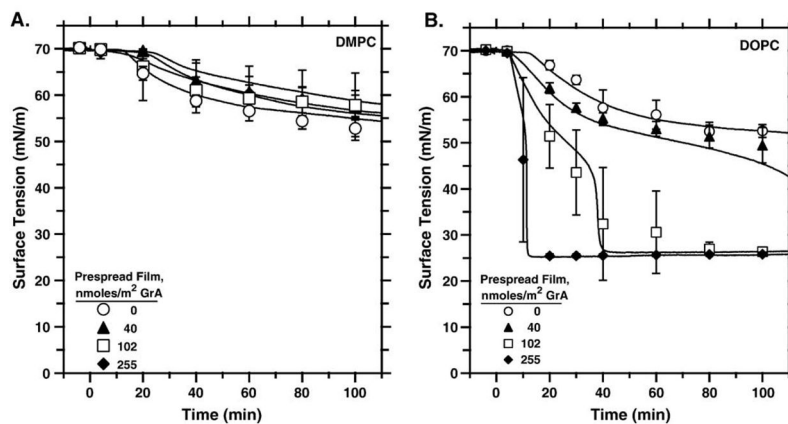 A.
DMPC
70
60
50
40
30
20
10
0
Surface Tension (mN/m)
Prespread Film,
nmoles/m² GrA
0
40
102
255
0 20 40 60 80 100
Time (min)
B.
DOPC
70
60
50
40
30
20
10
0
Surface Tension (mN/m)
Prespread Film,
nmoles/m² GrA
0
40
102
255
0 20 40 60 80 100
Time (min)